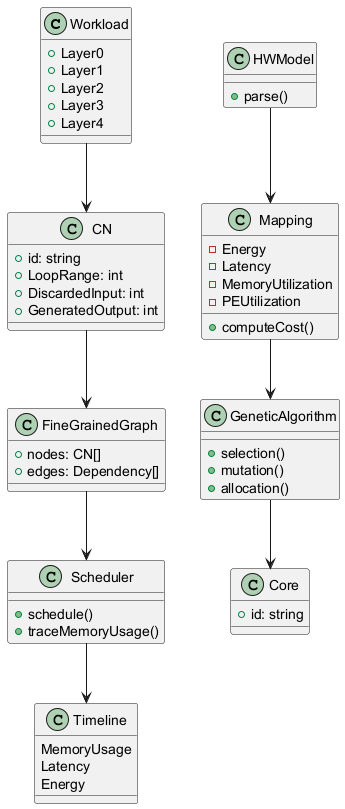 C Workload
Layer0
Layer1
Layer2
Layer3
Layer4
C CN
id: string
LoopRange: int
DiscardedInput: int
GeneratedOutput: int
C FineGrainedGraph
nodes: CN[]
edges: Dependency[]
C Scheduler
schedule()
traceMemoryUsage()
C Timeline
MemoryUsage
Latency
Energy
C HWModel
parse()
C Mapping
Energy
Latency
MemoryUtilization
PEUtilization
computeCost()
C GeneticAlgorithm
selection()
mutation()
allocation()
C Core
id: string